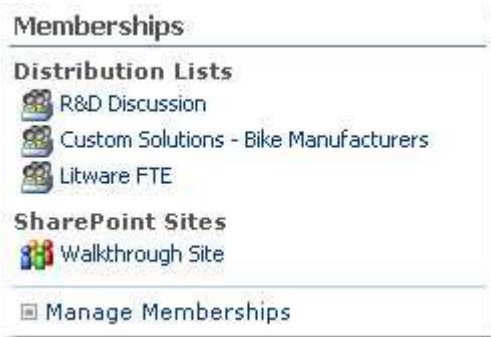 Memberships
Distribution Lists
R&D Discussion
Custom Solutions - Bike Manufacturers
Litware FTE
SharePoint Sites
Walkthrough Site
Manage Memberships